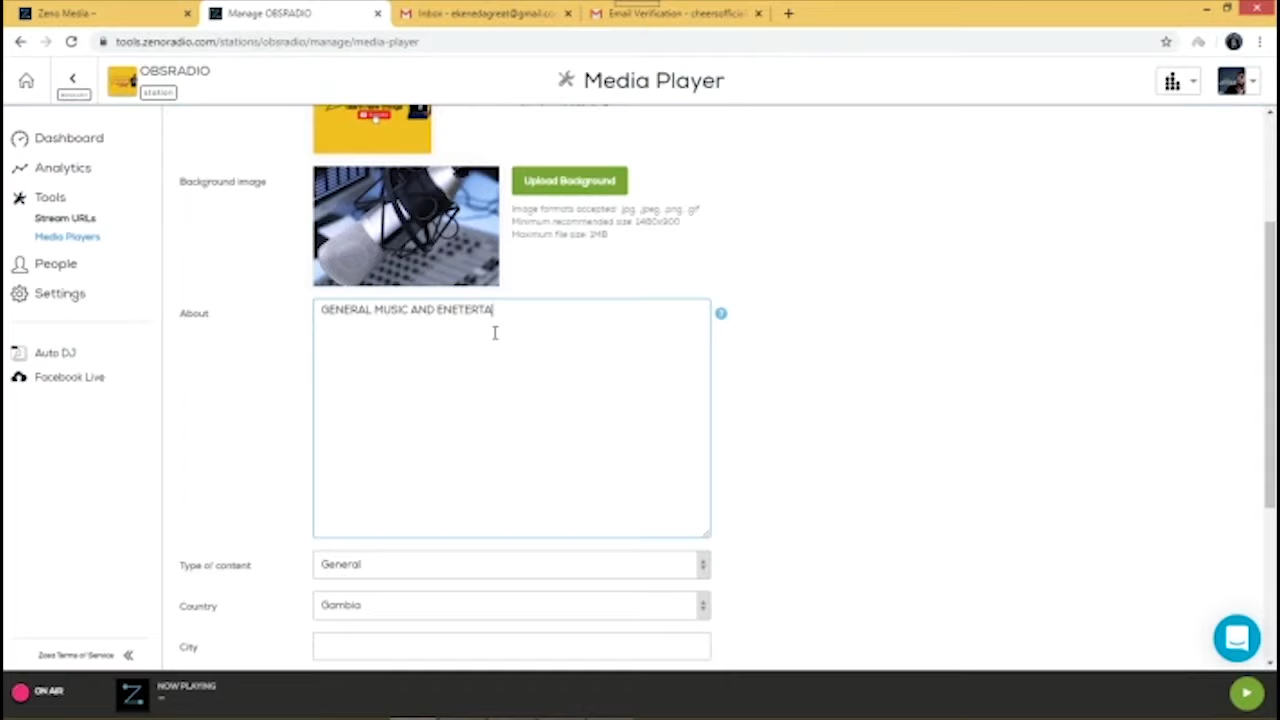 Zeno Media -
Manage OBSRADIO
Inbox - ekenedagreat@gmail.co
Email Verification - cheersofficial
tools.zenoradio.com/stations/obsradio/manage/media-player
OBSRADIO
station
Media Player
Dashboard
Analytics
Tools
Stream URLs
Media Players
People
Settings
Auto DJ
Facebook Live
Background image
Upload Background
Image formats accepted: .jpg, .jpeg, .png, .gif
Minimum recommended size: 1480x900
Maximum file size: 1MB
About
GENERAL MUSIC AND ENETERTA
Type of content
General
Country
Gambia
City
Zeno Terms of Service
ON AIR
NOW PLAYING
–